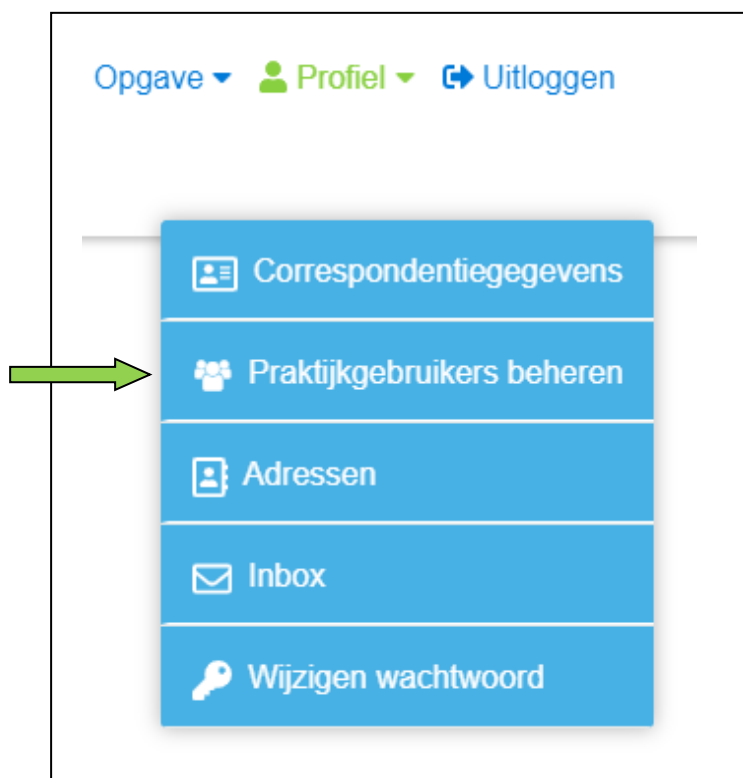 Opgave Profiel Uitloggen
Correspondentiegegevens
Praktijkgebruikers beheren
Adressen
Inbox
Wijzigen wachtwoord